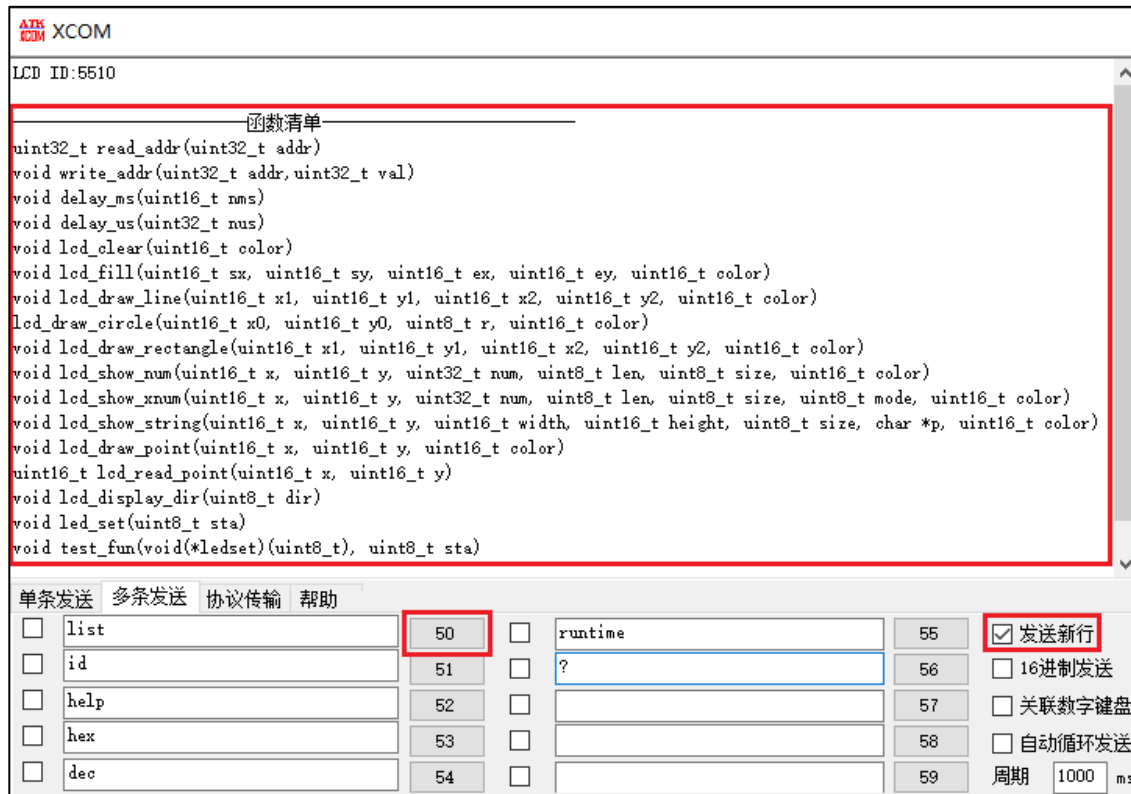 ATK XCOM XCOM
LCD ID:5510
函数清单
uint32_t read_addr(uint32_t addr)
void write_addr(uint32_t addr,uint32_t val)
void delay_ms(uint16_t nms)
void delay_us(uint32_t nus)
void lcd_clear(uint16_t color)
void lcd_fill(uint16_t sx, uint16_t sy, uint16_t ex, uint16_t ey, uint16_t color)
void lcd_draw_line(uint16_t x1, uint16_t y1, uint16_t x2, uint16_t y2, uint16_t color)
lcd_draw_circle(uint16_t x0, uint16_t y0, uint8_t r, uint16_t color)
void lcd_draw_rectangle(uint16_t x1, uint16_t y1, uint16_t x2, uint16_t y2, uint16_t color)
void lcd_show_num(uint16_t x, uint16_t y, uint32_t num, uint8_t len, uint8_t size, uint16_t color)
void lcd_show_xnum(uint16_t x, uint16_t y, uint32_t num, uint8_t len, uint8_t size, uint8_t mode, uint16_t color)
void lcd_show_string(uint16_t x, uint16_t y, uint16_t width, uint16_t height, uint8_t size, char *p, uint16_t color)
void lcd_draw_point(uint16_t x, uint16_t y, uint16_t color)
uint16_t lcd_read_point(uint16_t x, uint16_t y)
void lcd_display_dir(uint8_t dir)
void led_set(uint8_t sta)
void test_fun(void(*ledset)(uint8_t), uint8_t sta)
单条发送 多条发送 协议传输 帮助
list 50 runtime 55 发送新行
id 51 ? 56 16进制发送
help 52 57 关联数字键盘
hex 53 58 自动循环发送
dec 54 59 周期 1000 ms